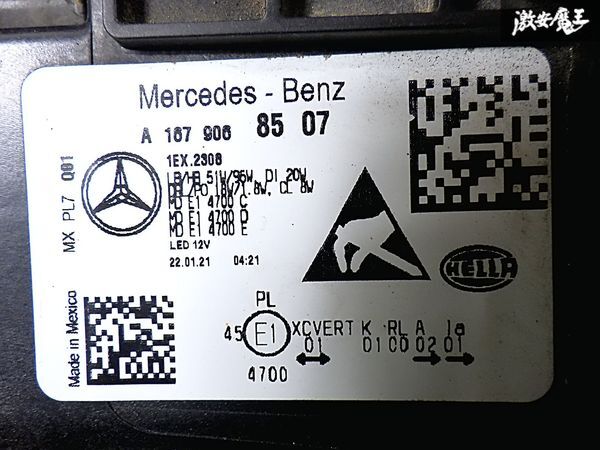 激安魔王
Mercedes - Benz
A 167 906 85 07
1EX.2308
LB/HB 51W/95W, DI 20W
DRL/PO 18W/1.8W, CL 8W
MD E1 4700 C
MD E1 4700 D
MD E1 4700 E
LED 12V
22.01.21 04:21
MX PL7 Q01
Made in Mexico
HELLA
PL
45 E1 XCVERT K RL A 1a
01 01 00 02 01
4700